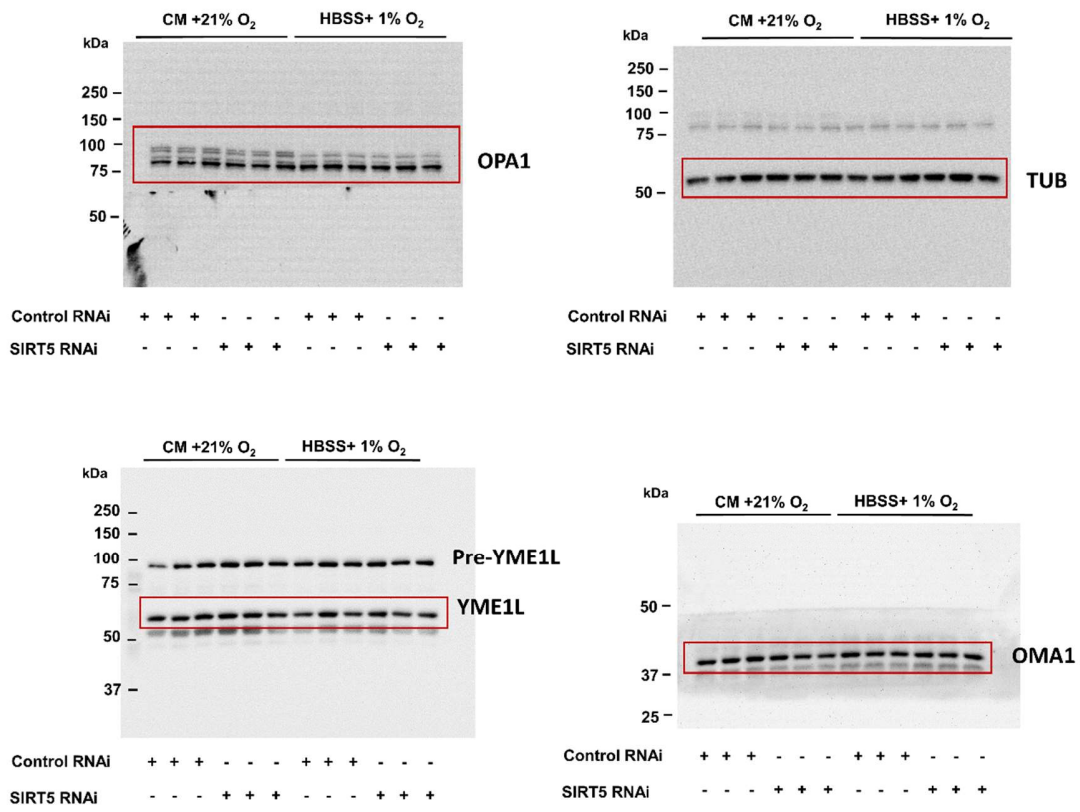 CM +21% O₂ HBSS+ 1% O₂
kDa
250
150
100
75
50
OPA1
Control RNAi + + + - - - + + + - - -
SIRT5 RNAi - - - + + + - - - + + +
CM +21% O₂ HBSS+ 1% O₂
kDa
250
150
100
75
50
TUB
Control RNAi + + + - - - + + + - - -
SIRT5 RNAi - - - + + + - - - + + +
CM +21% O₂ HBSS+ 1% O₂
kDa
250
150
100
75
50
37
Pre-YME1L
YME1L
Control RNAi + + + - - - + + + - - -
SIRT5 RNAi - - - + + + - - - + + +
kDa
CM +21% O₂ HBSS+ 1% O₂
50
37
25
OMA1
Control RNAi + + + - - - + + + - - -
SIRT5 RNAi - - - + + + - - - + + +